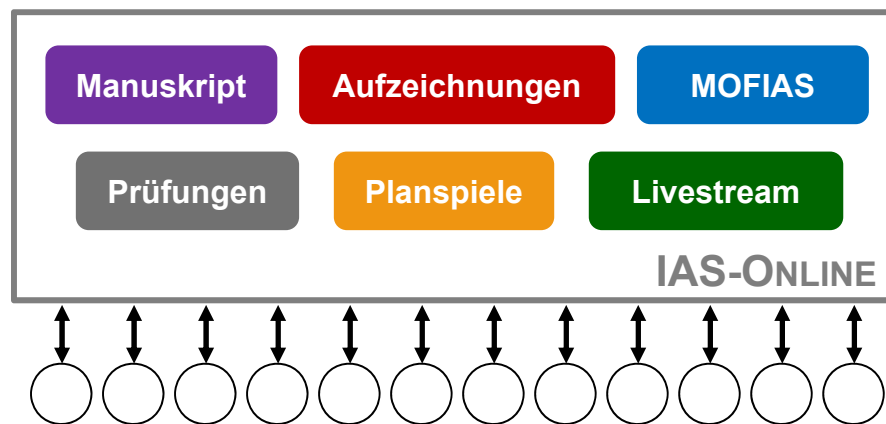 Manuskript Aufzeichnungen MOFIAS
Prüfungen Planspiele Livestream
IAS-ONLINE